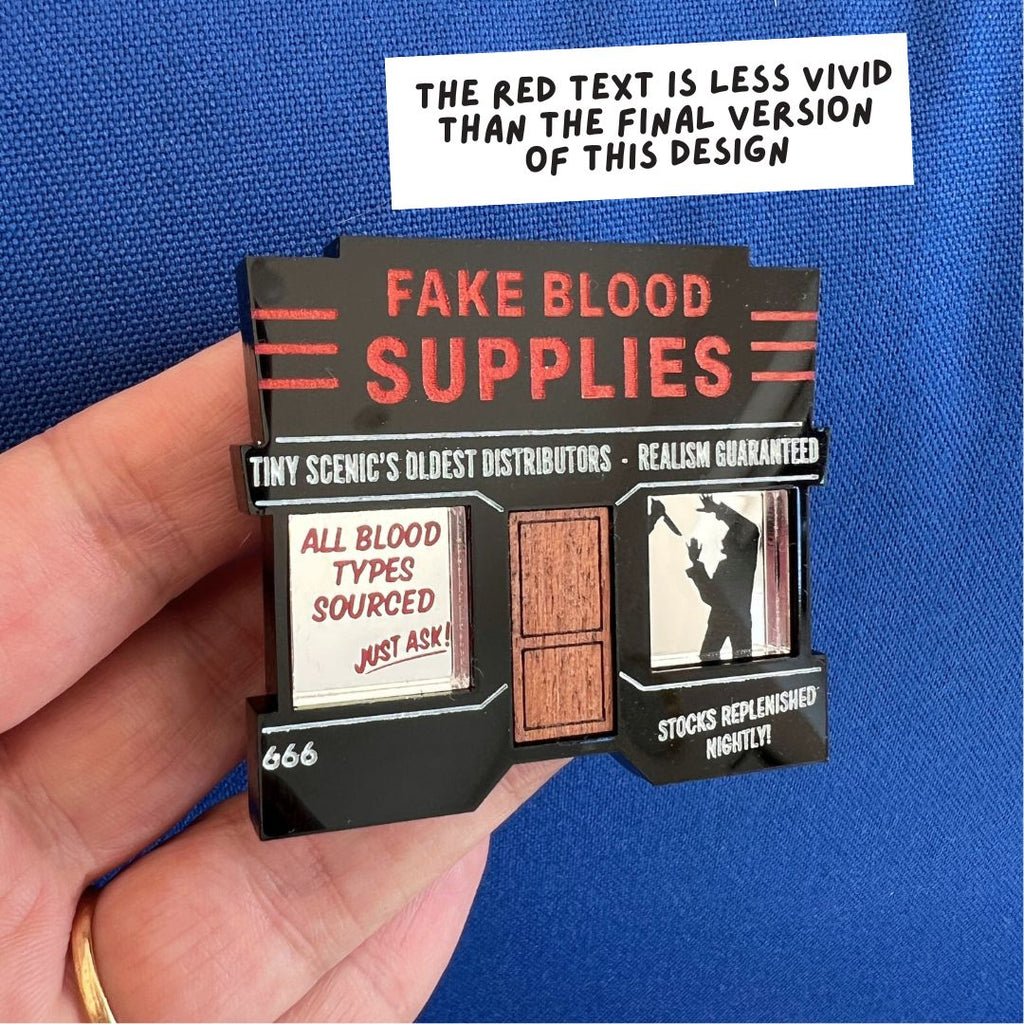 THE RED TEXT IS LESS VIVID
THAN THE FINAL VERSION
OF THIS DESIGN
FAKE BLOOD
SUPPLIES
TINY SCENIC'S OLDEST DISTRIBUTORS · REALISM GUARANTEED
ALL BLOOD
TYPES
SOURCED
JUST ASK!
666
STOCKS REPLENISHED
NIGHTLY!